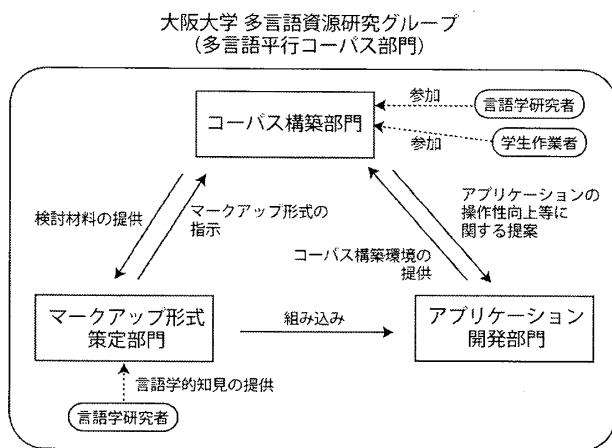 大阪大学 多言語資源研究グループ
（多言語平行コーパス部門）
参加
言語学研究者
コーパス構築部門
参加
学生作業者
検討材料の提供
マークアップ形式の
指示
アプリケーションの
操作性向上等に
関する提案
コーパス構築環境の
提供
マークアップ形式
策定部門
組み込み
アプリケーション
開発部門
言語学的知見の提供
言語学研究者